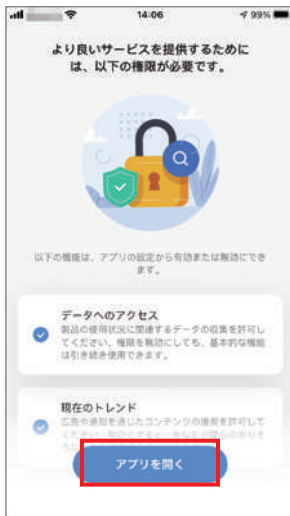 14:06
99%
より良いサービスを提供するために
は、以下の権限が必要です。
以下の機能は、アプリの設定から有効または無効にでき
ます。
データへのアクセス
製品の使用状況に関連するデータの収集を許可し
てください。権限を無効にしても、基本的な機能
は引き続き使用できます。
現在のトレンド
広告や通知を通じたコンテンツの推奨を許可して
アプリを開く